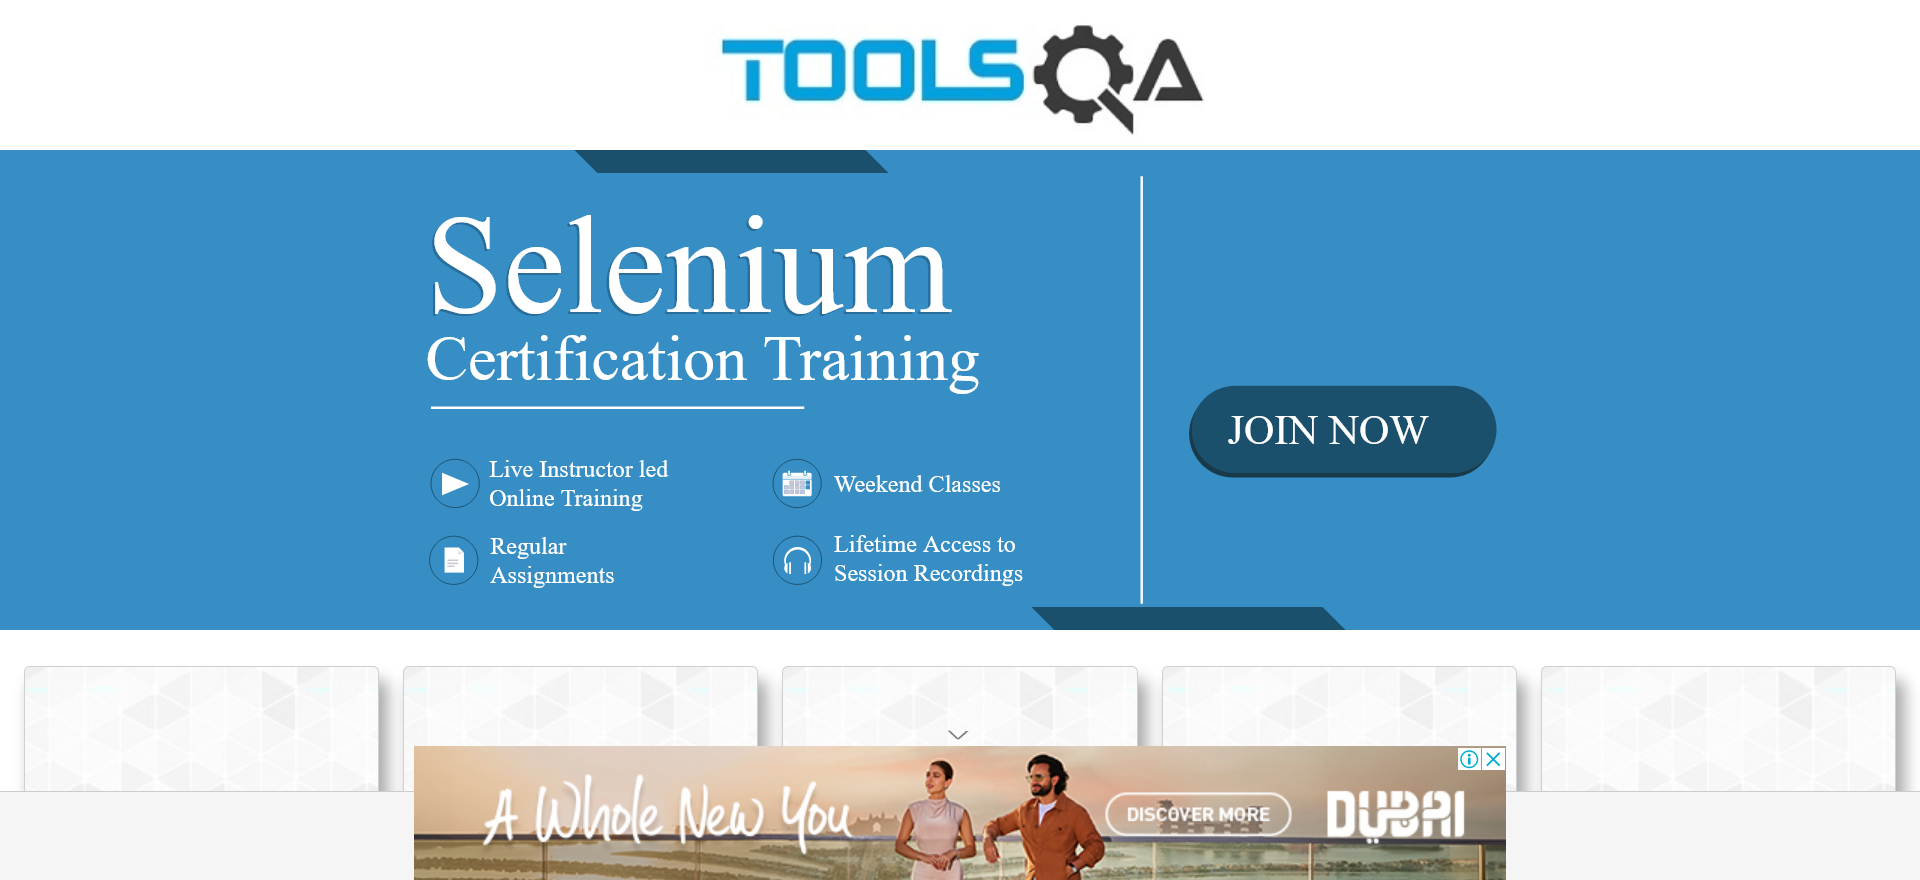 TOOLSQA
Selenium
Certification Training
JOIN NOW
Live Instructor led
Online Training
Weekend Classes
Regular
Assignments
Lifetime Access to
Session Recordings
A Whole New You
DISCOVER MORE
DUBAI